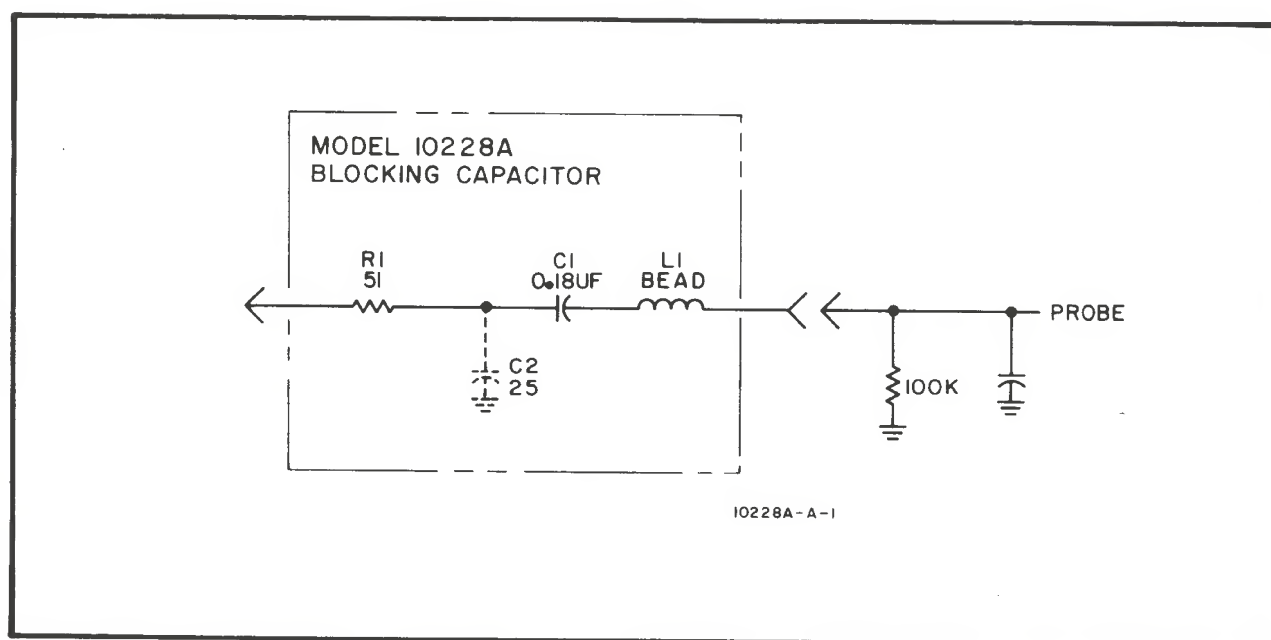 MODEL 10228A
BLOCKING CAPACITOR
R1
51
C1
0.18UF
L1
BEAD
C2
25
PROBE
100K
10228A-A-1